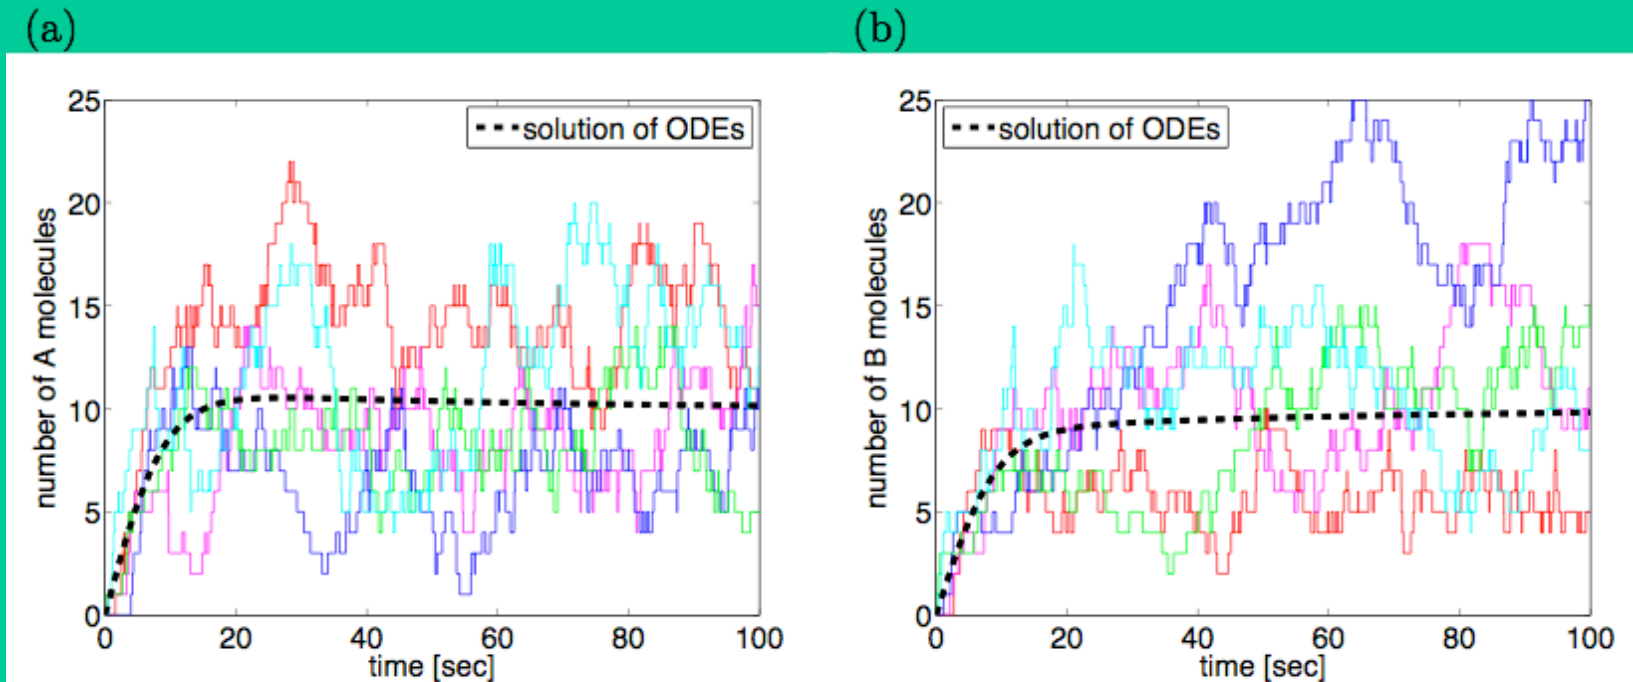 (a)
(b)
25
20
15
10
5
0
number of A molecules
solution of ODEs
0 20 40 60 80 100
time [sec]
25
20
15
10
5
0
number of B molecules
solution of ODEs
0 20 40 60 80 100
time [sec]